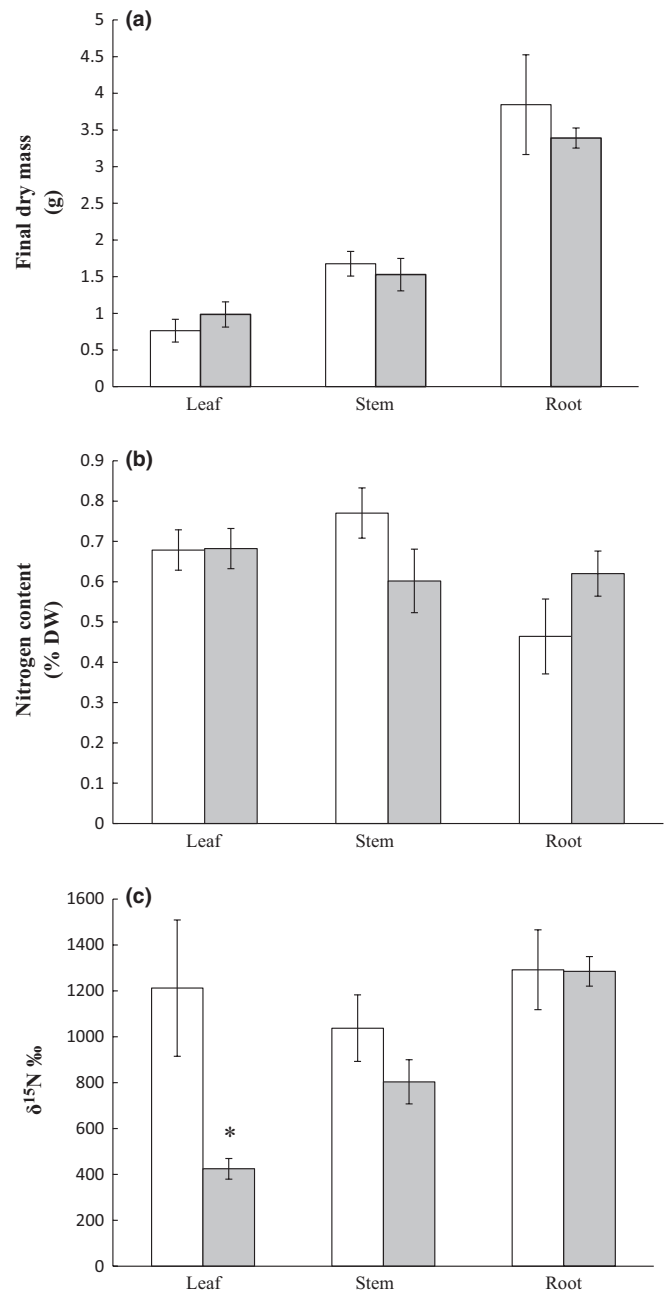 (a)
5
4.5
4
3.5
3
2.5
2
1.5
1
0.5
0
Final dry mass
(g)
Leaf Stem Root
(b)
0.9
0.8
0.7
0.6
0.5
0.4
0.3
0.2
0.1
0
Nitrogen content
(% DW)
Leaf Stem Root
(c)
1600
1400
1200
1000
800
600
400
200
0
δ¹⁵N ‰
*
Leaf Stem Root